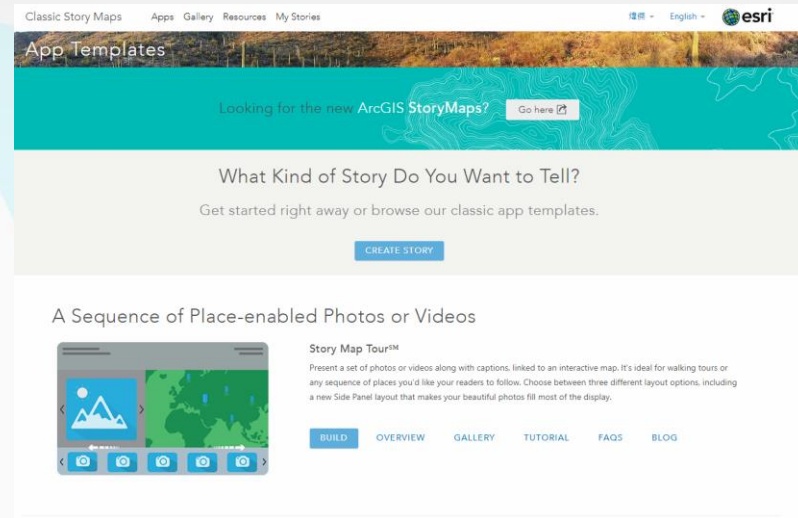 Classic Story Maps Apps Gallery Resources My Stories English esri
App Templates
Looking for the new ArcGIS StoryMaps? Go here
What Kind of Story Do You Want to Tell?
Get started right away or browse our classic app templates.
CREATE STORY
A Sequence of Place-enabled Photos or Videos
Story Map Tour℠
Present a set of photos or videos along with captions, linked to an interactive map. It's ideal for walking tours or
any sequence of places you'd like your readers to follow. Choose between three different layout options, including
a new Side Panel layout that makes your beautiful photos fill most of the display.
BUILD OVERVIEW GALLERY TUTORIAL FAQS BLOG